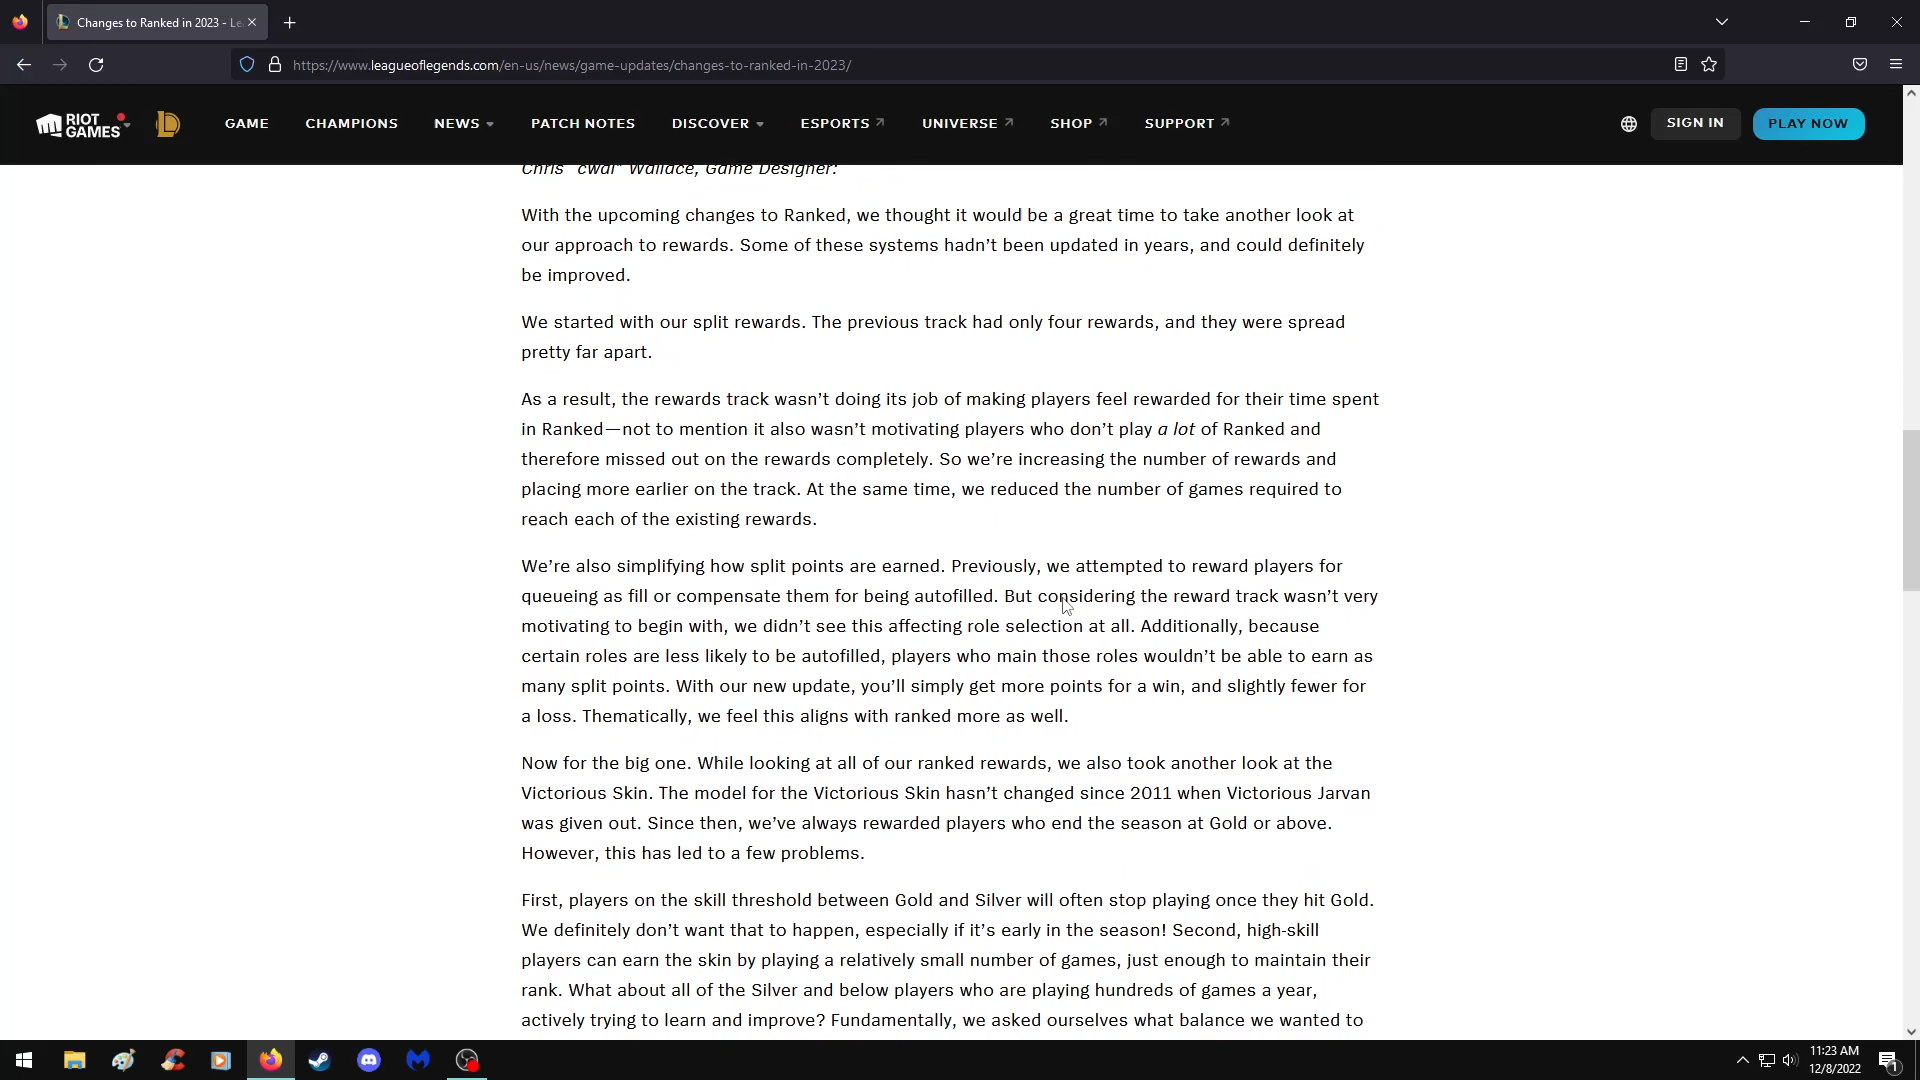 Changes to Ranked in 2023 - Le
https://www.leagueoflegends.com/en-us/news/game-updates/changes-to-ranked-in-2023/
RIOT GAMES
GAME
CHAMPIONS
NEWS
PATCH NOTES
DISCOVER
ESPORTS
UNIVERSE
SHOP
SUPPORT
SIGN IN
PLAY NOW
Chris "cwal" Wallace, Game Designer:
With the upcoming changes to Ranked, we thought it would be a great time to take another look at
our approach to rewards. Some of these systems hadn’t been updated in years, and could definitely
be improved.
We started with our split rewards. The previous track had only four rewards, and they were spread
pretty far apart.
As a result, the rewards track wasn’t doing its job of making players feel rewarded for their time spent
in Ranked—not to mention it also wasn’t motivating players who don’t play a lot of Ranked and
therefore missed out on the rewards completely. So we’re increasing the number of rewards and
placing more earlier on the track. At the same time, we reduced the number of games required to
reach each of the existing rewards.
We’re also simplifying how split points are earned. Previously, we attempted to reward players for
queueing as fill or compensate them for being autofilled. But considering the reward track wasn’t very
motivating to begin with, we didn’t see this affecting role selection at all. Additionally, because
certain roles are less likely to be autofilled, players who main those roles wouldn’t be able to earn as
many split points. With our new update, you’ll simply get more points for a win, and slightly fewer for
a loss. Thematically, we feel this aligns with ranked more as well.
Now for the big one. While looking at all of our ranked rewards, we also took another look at the
Victorious Skin. The model for the Victorious Skin hasn’t changed since 2011 when Victorious Jarvan
was given out. Since then, we’ve always rewarded players who end the season at Gold or above.
However, this has led to a few problems.
First, players on the skill threshold between Gold and Silver will often stop playing once they hit Gold.
We definitely don’t want that to happen, especially if it’s early in the season! Second, high-skill
players can earn the skin by playing a relatively small number of games, just enough to maintain their
rank. What about all of the Silver and below players who are playing hundreds of games a year,
actively trying to learn and improve? Fundamentally, we asked ourselves what balance we wanted to
11:23 AM
12/8/2022
1